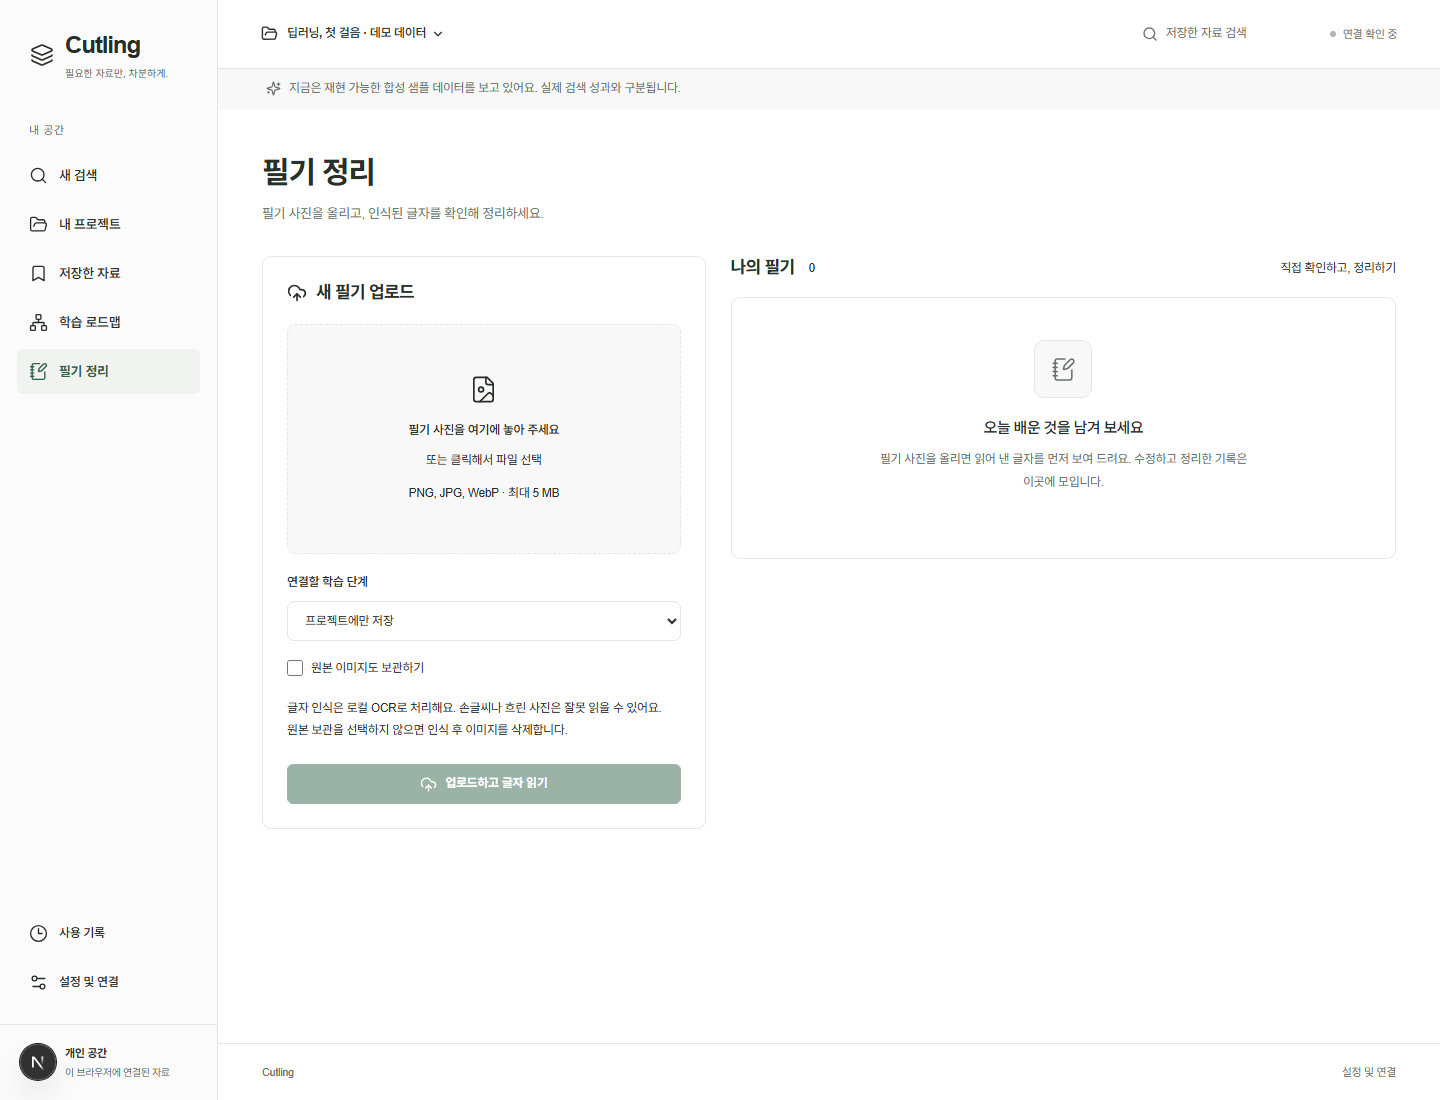 Cutling
필요한 자료만, 차분하게.
내 공간
새 검색
내 프로젝트
저장한 자료
학습 로드맵
필기 정리
사용 기록
설정 및 연결
N
개인 공간
이 브라우저에 연결된 자료
딥러닝, 첫 걸음 · 데모 데이터
저장한 자료 검색
연결 확인 중
지금은 재현 가능한 합성 샘플 데이터를 보고 있어요. 실제 검색 성과와 구분됩니다.
필기 정리
필기 사진을 올리고, 인식된 글자를 확인해 정리하세요.
새 필기 업로드
필기 사진을 여기에 놓아 주세요
또는 클릭해서 파일 선택
PNG, JPG, WebP · 최대 5 MB
연결할 학습 단계
프로젝트에만 저장
원본 이미지도 보관하기
글자 인식은 로컬 OCR로 처리해요. 손글씨나 흐린 사진은 잘못 읽을 수 있어요.
원본 보관을 선택하지 않으면 인식 후 이미지를 삭제합니다.
업로드하고 글자 읽기
나의 필기 0
직접 확인하고, 정리하기
오늘 배운 것을 남겨 보세요
필기 사진을 올리면 읽어 낸 글자를 먼저 보여 드려요. 수정하고 정리한 기록은
이곳에 모입니다.
Cutling
설정 및 연결